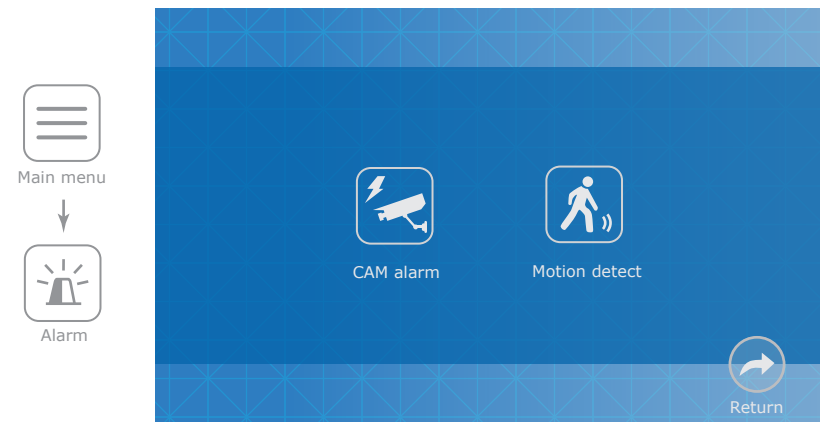 Main menu
Alarm
CAM alarm
Motion detect
Return